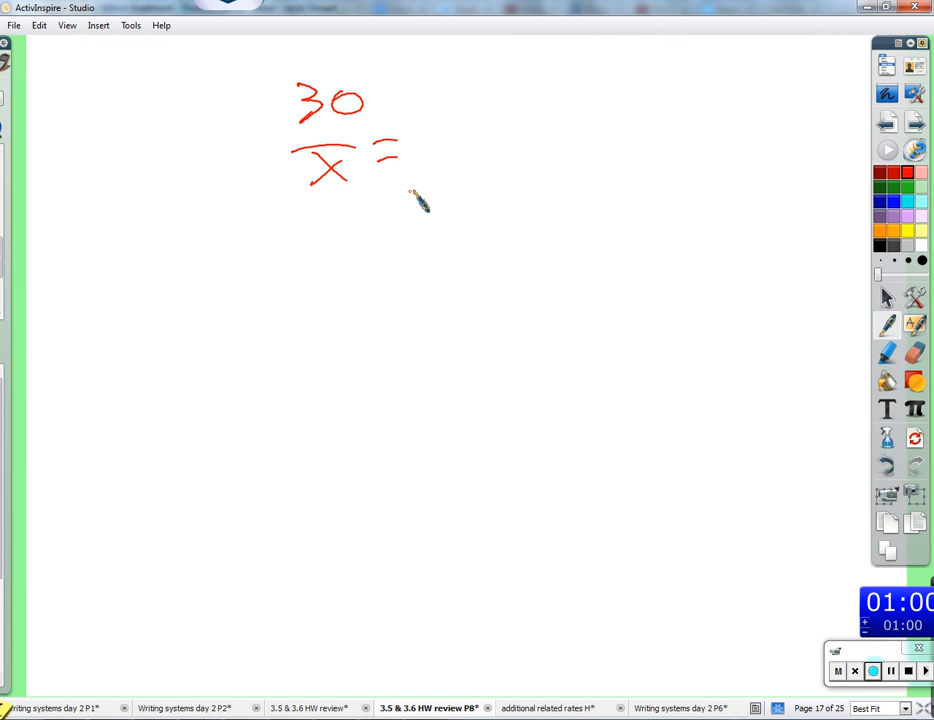 ActivInspire - Studio
File Edit View Insert Tools Help
30
x =
01:00
01:00
M
riting systems day 2 P1* Writing systems day 2 P2* 3.5 & 3.6 HW review* 3.5 & 3.6 HW review P8* additional related rates H* Writing systems day 2 P6* Page 17 of 25 Best Fit